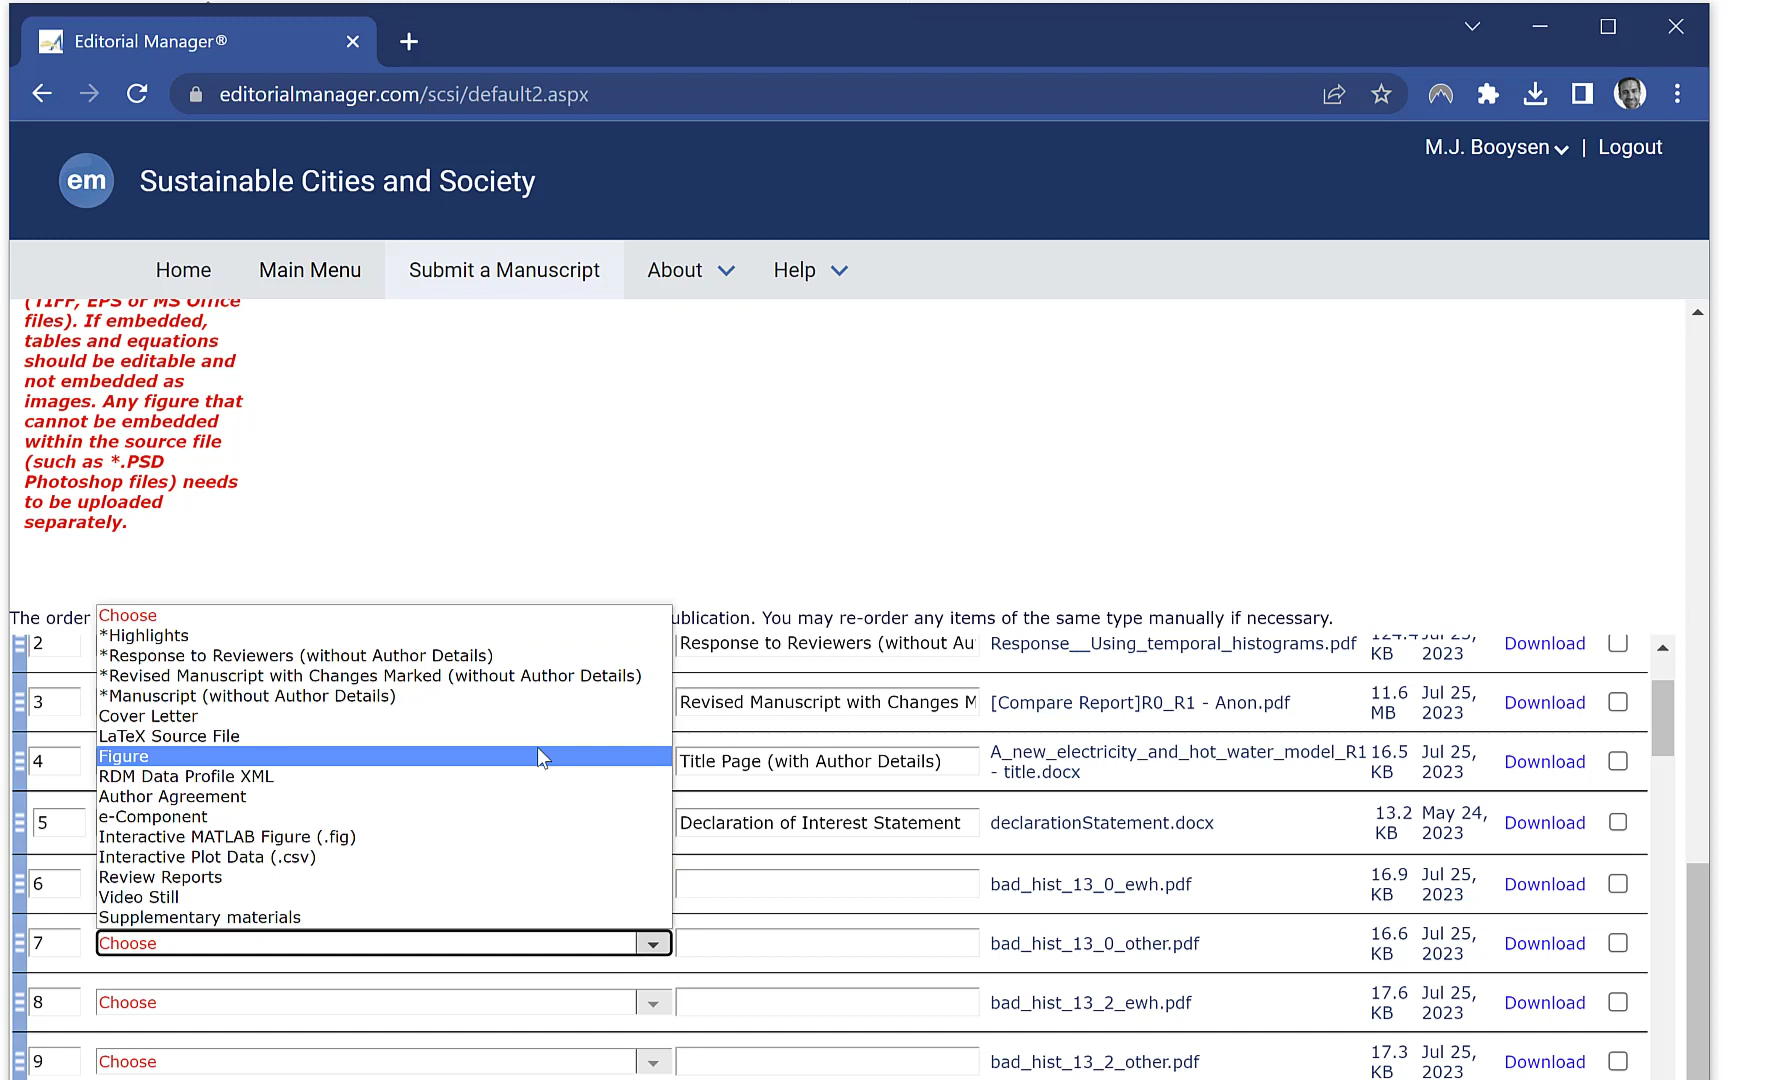 Editorial Manager®
editorialmanager.com/scsi/default2.aspx
M.J. Booysen | Logout
em
Sustainable Cities and Society
Home Main Menu Submit a Manuscript About Help
(TIFF, EPS or MS Office
files). If embedded,
tables and equations
should be editable and
not embedded as
images. Any figure that
cannot be embedded
within the source file
(such as *.PSD
Photoshop files) needs
to be uploaded
separately.
The order
ublication. You may re-order any items of the same type manually if necessary.
Choose
*Highlights
*Response to Reviewers (without Author Details)
*Revised Manuscript with Changes Marked (without Author Details)
*Manuscript (without Author Details)
Cover Letter
LaTeX Source File
Figure
RDM Data Profile XML
Author Agreement
e-Component
Interactive MATLAB Figure (.fig)
Interactive Plot Data (.csv)
Review Reports
Video Still
Supplementary materials
2 Response to Reviewers (without Au Response__Using_temporal_histograms.pdf 124.4 Jul 25, Download
KB 2023
3 Revised Manuscript with Changes M [Compare Report]R0_R1 - Anon.pdf 11.6 Jul 25, Download
MB 2023
4 Title Page (with Author Details) A_new_electricity_and_hot_water_model_R1 16.5 Jul 25, Download
- title.docx KB 2023
5 Declaration of Interest Statement declarationStatement.docx 13.2 May 24, Download
KB 2023
6 bad_hist_13_0_ewh.pdf 16.9 Jul 25, Download
KB 2023
7 Choose bad_hist_13_0_other.pdf 16.6 Jul 25, Download
KB 2023
8 Choose bad_hist_13_2_ewh.pdf 17.6 Jul 25, Download
KB 2023
9 Choose bad_hist_13_2_other.pdf 17.3 Jul 25, Download
KB 2023